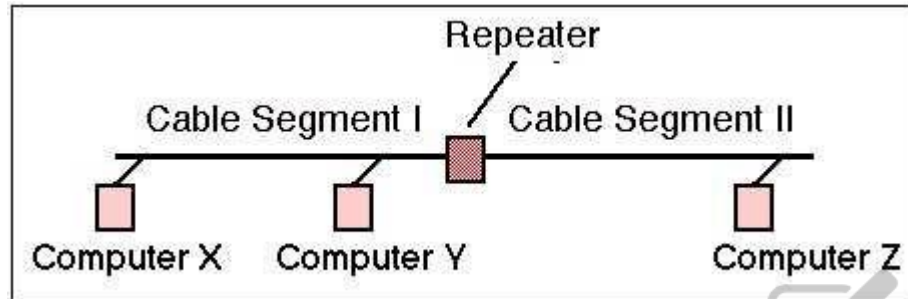 Repeater
Cable Segment I
Cable Segment II
Computer X
Computer Y
Computer Z